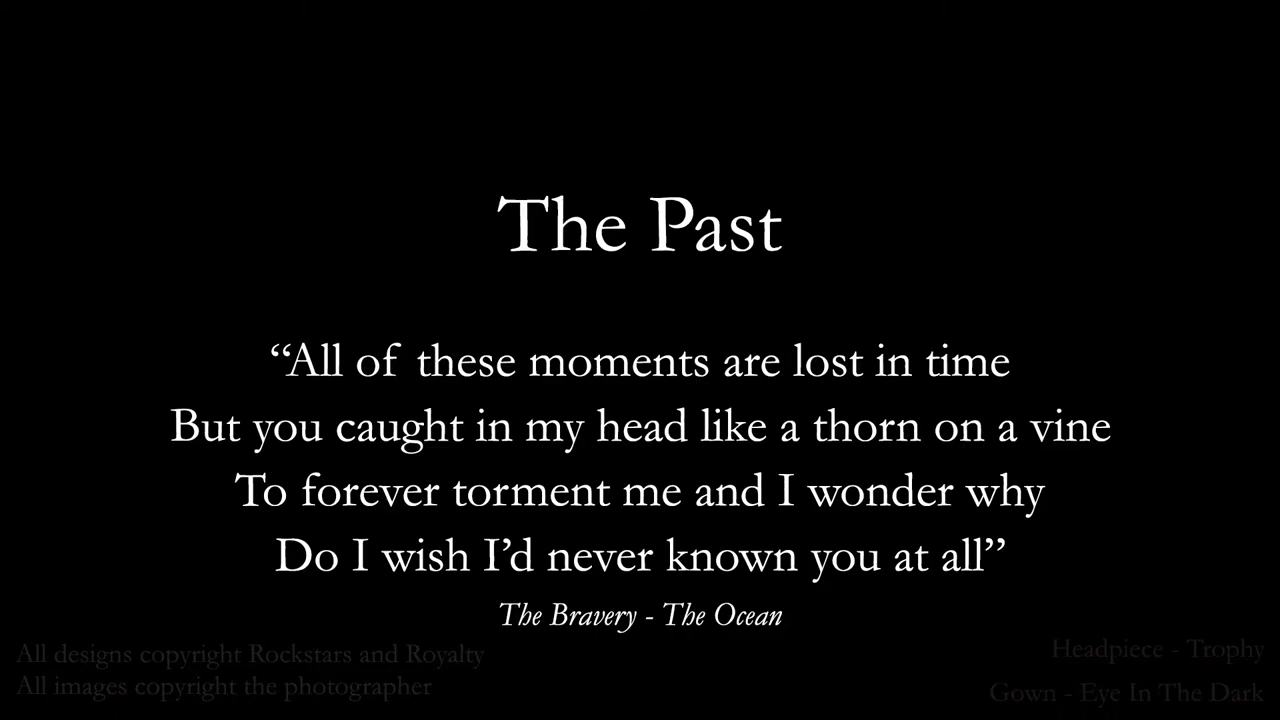 The Past
“All of these moments are lost in time
But you caught in my head like a thorn on a vine
To forever torment me and I wonder why
Do I wish I’d never known you at all”
The Bravery - The Ocean
All designs copyright Rockstars and Royalty
All images copyright the photographer
Headpiece - Trophy
Gown - Eye In The Dark